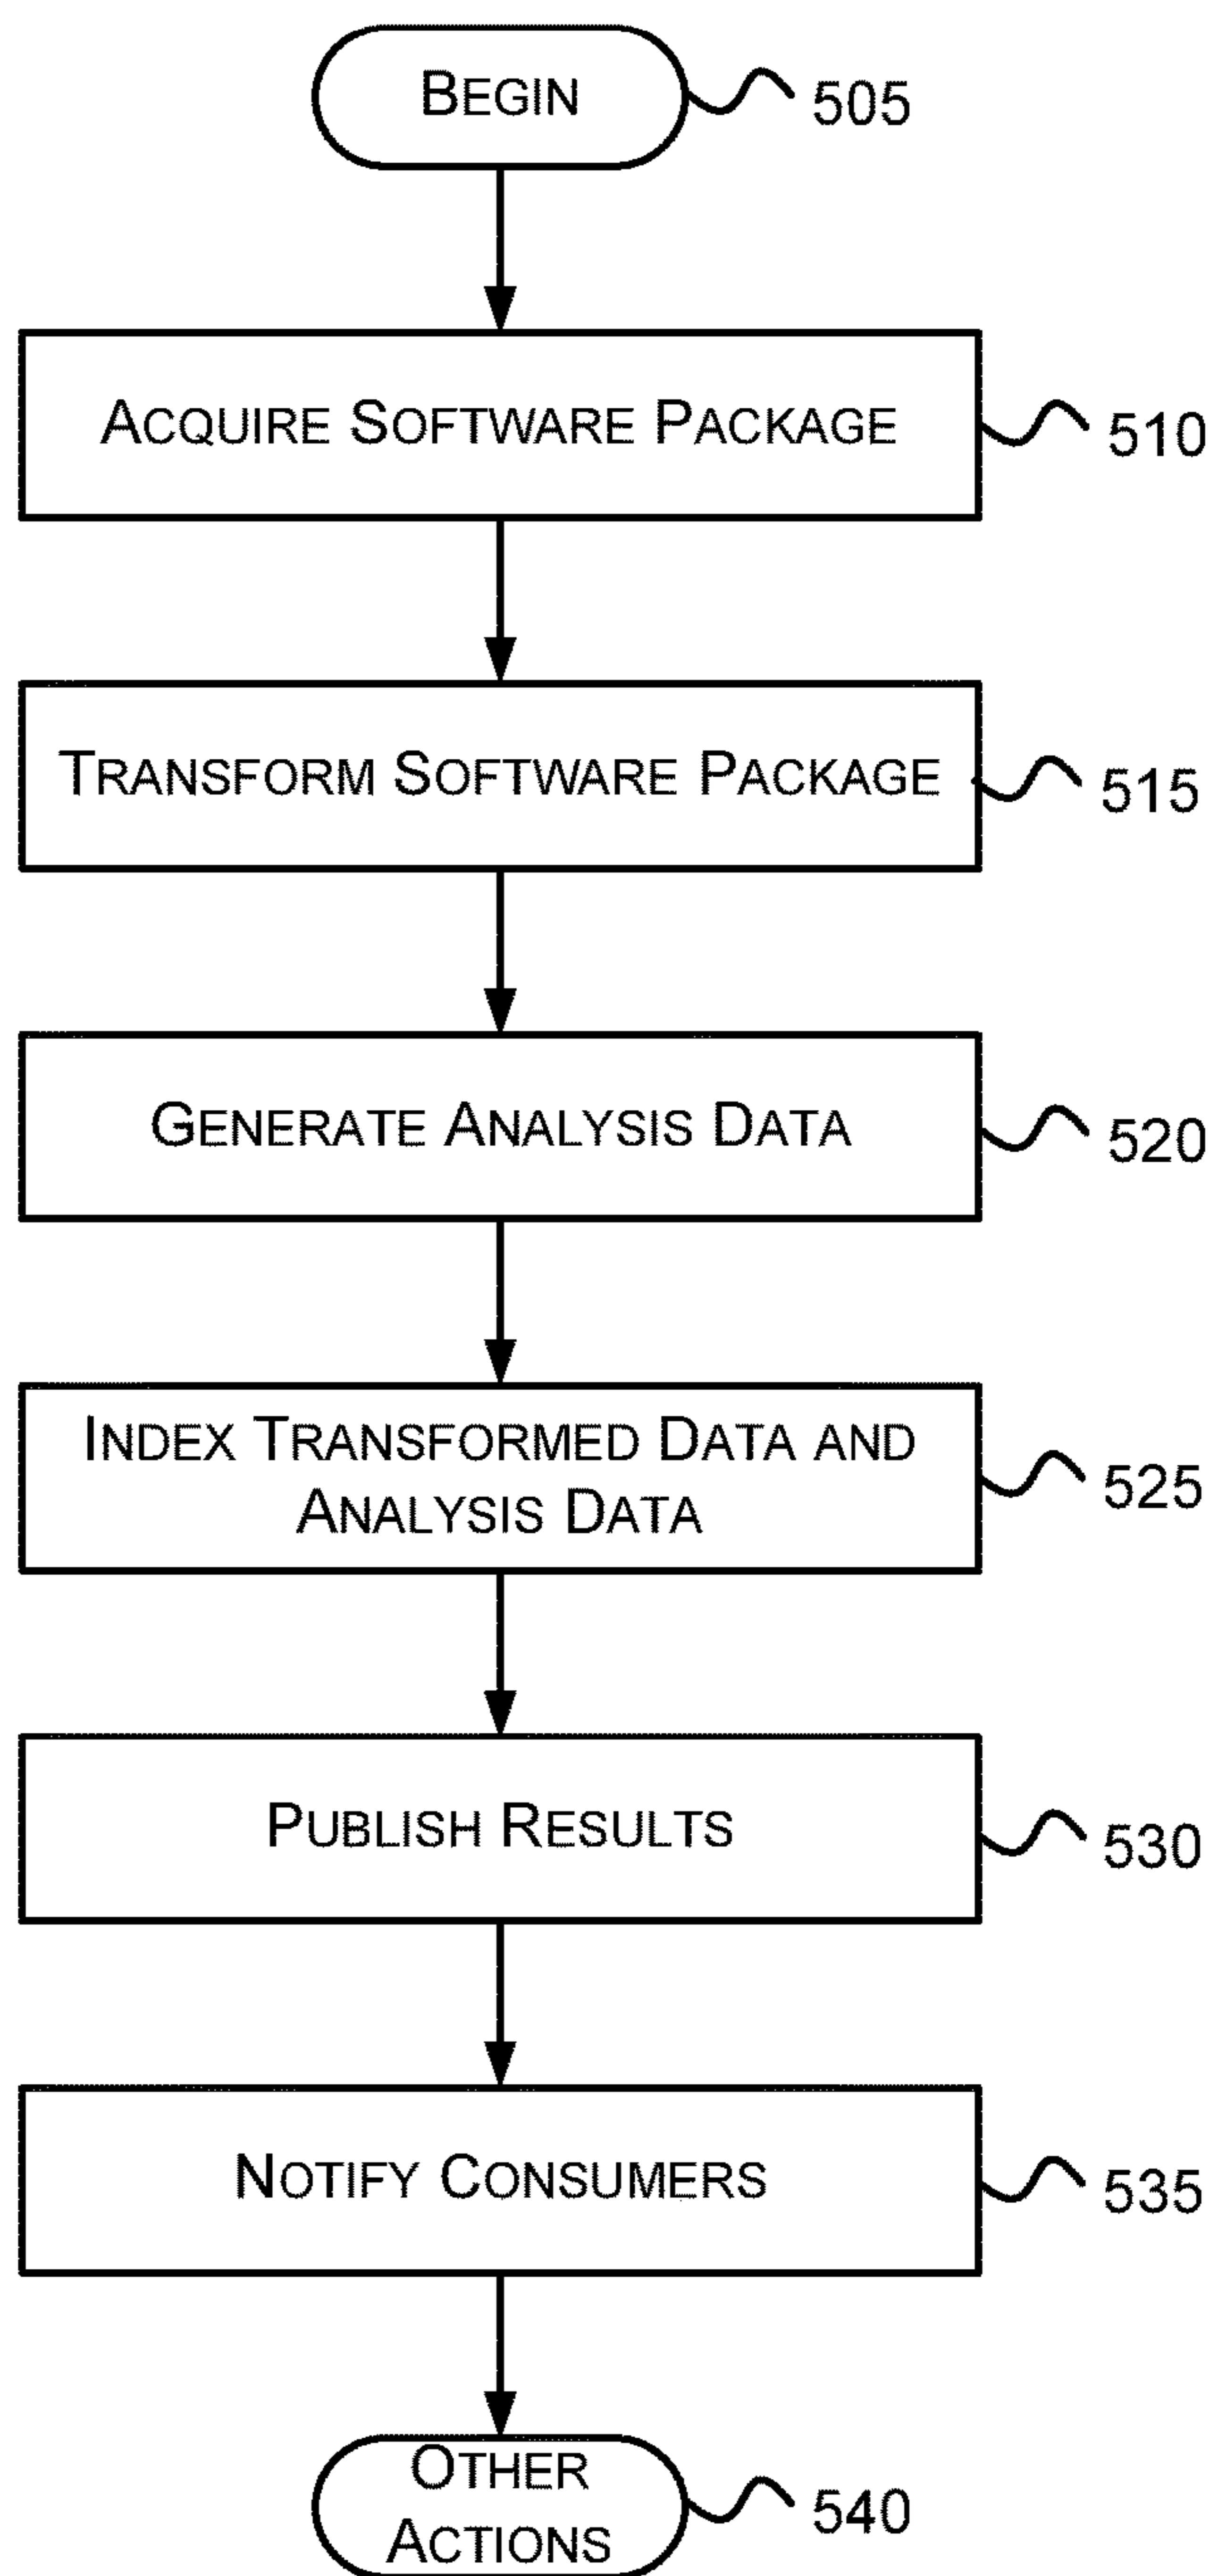 BEGIN
505
ACQUIRE SOFTWARE PACKAGE
510
TRANSFORM SOFTWARE PACKAGE
515
GENERATE ANALYSIS DATA
520
INDEX TRANSFORMED DATA AND
ANALYSIS DATA
525
PUBLISH RESULTS
530
NOTIFY CONSUMERS
535
OTHER
ACTIONS
540